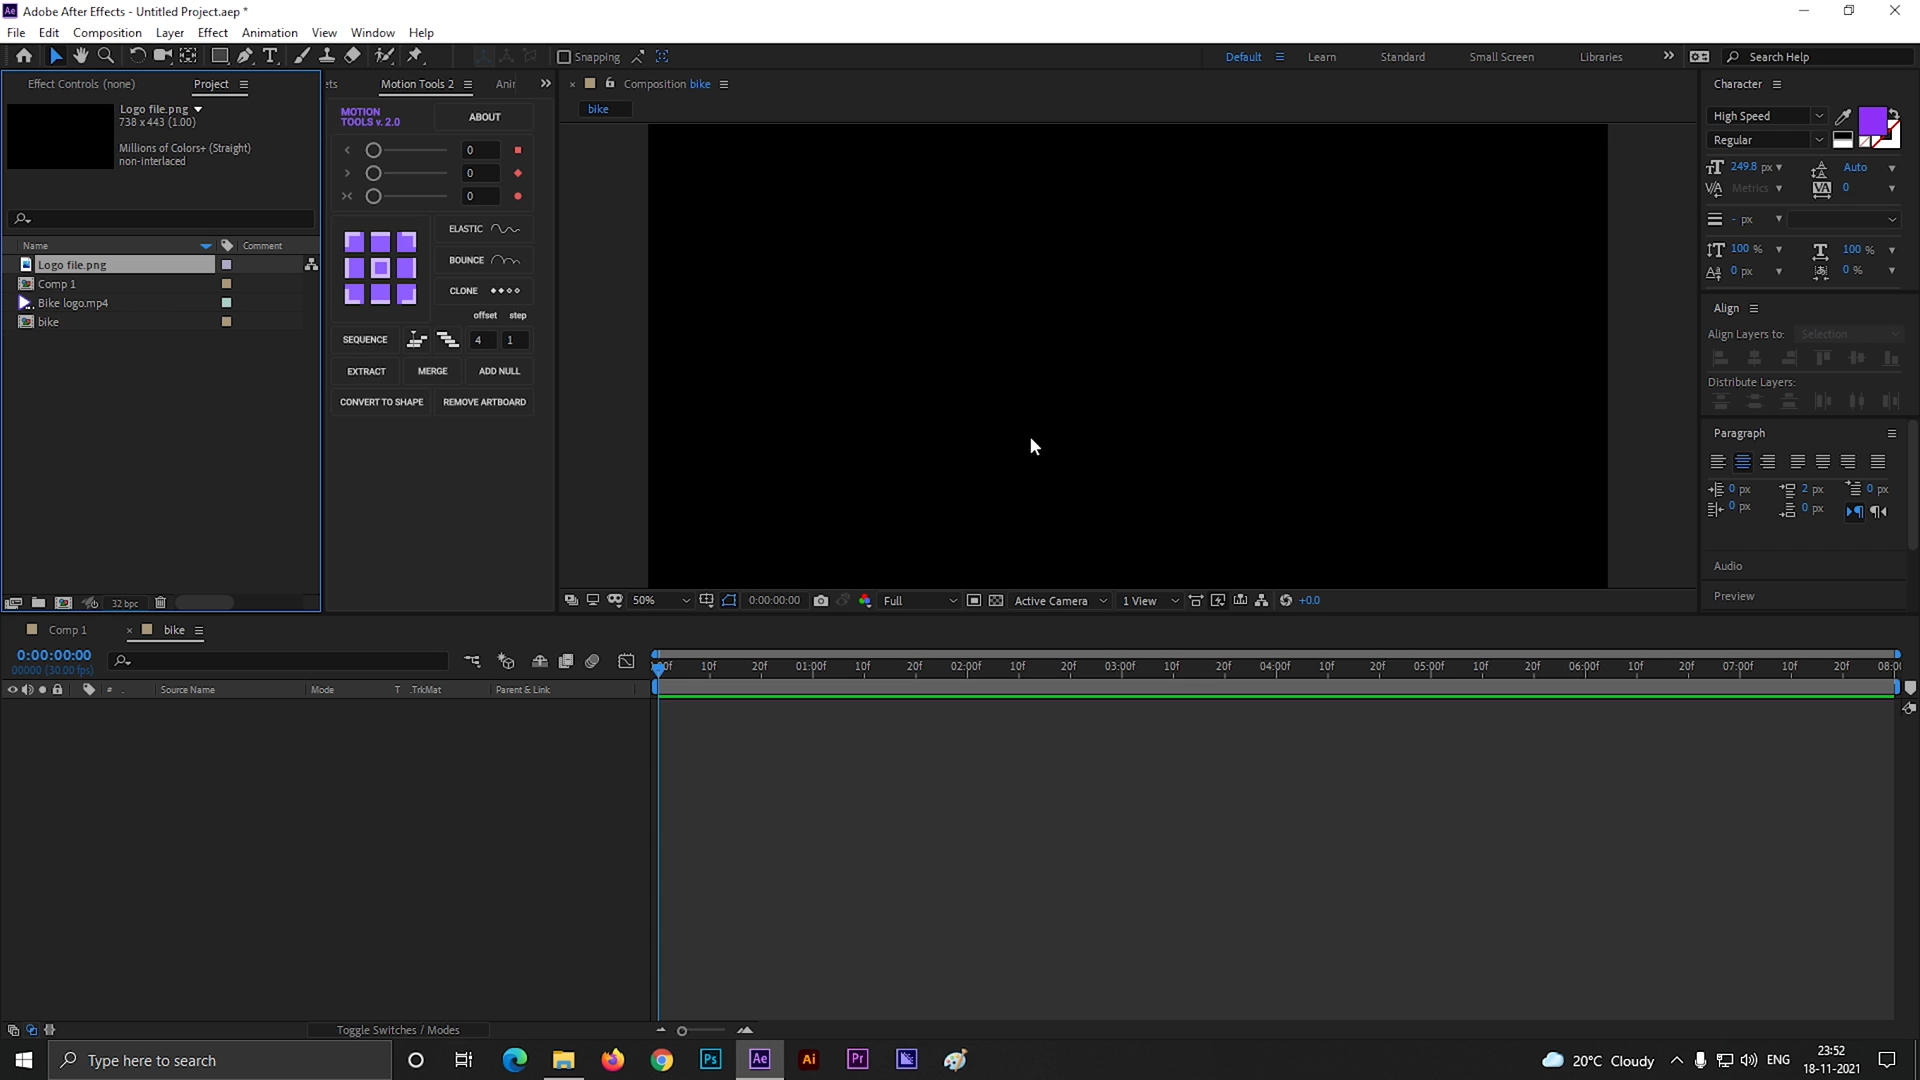 Ae Adobe After Effects - Untitled Project.aep *
File Edit Composition Layer Effect Animation View Window Help
Snapping
Default Learn Standard Small Screen Libraries Search Help
Effect Controls (none) Project
Logo file.png
738 x 443 (1.00)
Millions of Colors+ (Straight)
non-interlaced
Name Comment
Logo file.png
Comp 1
Bike logo.mp4
bike
32 bpc
ets Motion Tools 2 Anir
MOTION
TOOLS v. 2.0
ABOUT
0
0
0
ELASTIC
BOUNCE
CLONE
offset step
SEQUENCE 4 1
EXTRACT MERGE ADD NULL
CONVERT TO SHAPE REMOVE ARTBOARD
Composition bike
bike
50% 0:00:00:00 Full Active Camera 1 View +0.0
Character
High Speed
Regular
249.8 px Auto
Metrics 0
- px
100 % 100 %
0 px 0 %
Align
Align Layers to: Selection
Distribute Layers:
Paragraph
0 px 2 px 0 px
0 px 0 px
Audio
Preview
Comp 1 bike
0:00:00:00
00000 (30.00 fps)
# . Source Name Mode T .TrkMat Parent & Link
:00f 10f 20f 01:00f 10f 20f 02:00f 10f 20f 03:00f 10f 20f 04:00f 10f 20f 05:00f 10f 20f 06:00f 10f 20f 07:00f 10f 20f 08:0
Toggle Switches / Modes
Type here to search
Ps Ae Ai Pr
20°C Cloudy ENG
23:52
18-11-2021